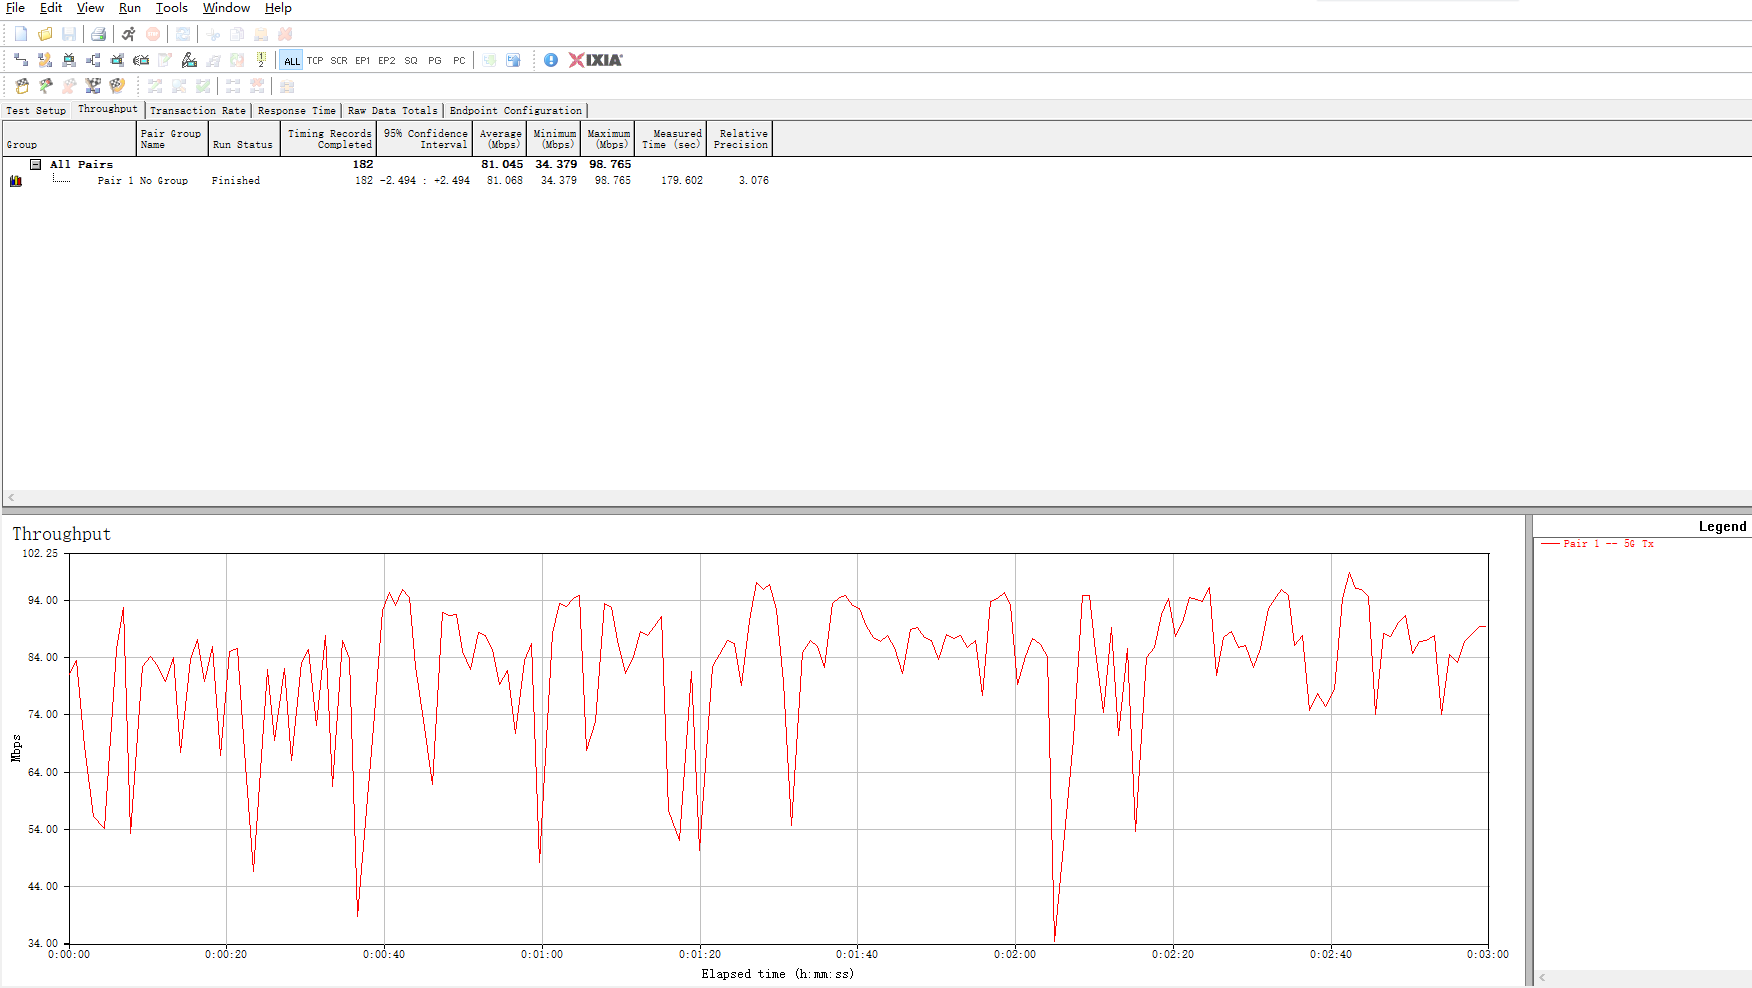 File Edit View Run Tools Window Help
ALL TCP SCR EP1 EP2 SQ PG PC XIXIA
Test Setup Throughput Transaction Rate Response Time Raw Data Totals Endpoint Configuration
Group Pair Group Name Run Status Timing Records Completed 95% Confidence Interval Average (Mbps) Minimum (Mbps) Maximum (Mbps) Measured Time (sec) Relative Precision
All Pairs 182 81.045 34.379 98.765
Pair 1 No Group Finished 182 -2.494 : +2.494 81.068 34.379 98.765 179.602 3.076
Throughput
102.25
94.00
84.00
74.00
64.00
54.00
44.00
34.00
Mbps
0:00:00 0:00:20 0:00:40 0:01:00 0:01:20 0:01:40 0:02:00 0:02:20 0:02:40 0:03:00
Elapsed time (h:mm:ss)
Legend
Pair 1 -- 5G Tx